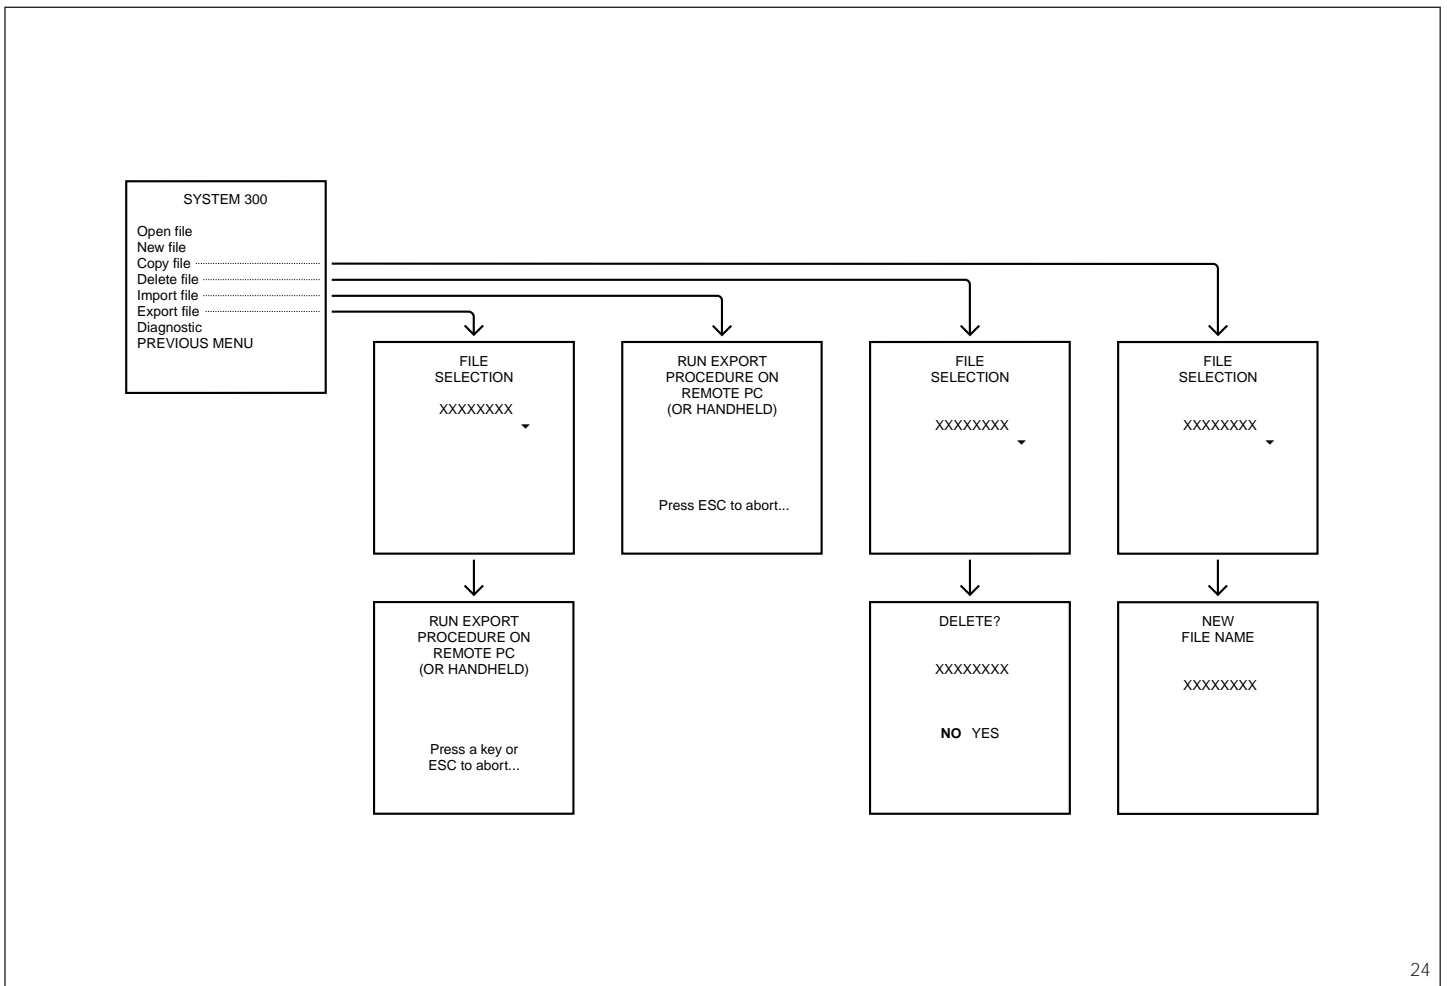 SYSTEM 300
Open file
New file
Copy file
Delete file
Import file
Export file
Diagnostic
PREVIOUS MENU
FILE
SELECTION
XXXXXXXX
RUN EXPORT
PROCEDURE ON
REMOTE PC
(OR HANDHELD)
Press ESC to abort...
FILE
SELECTION
XXXXXXXX
FILE
SELECTION
XXXXXXXX
RUN EXPORT
PROCEDURE ON
REMOTE PC
(OR HANDHELD)
Press a key or
ESC to abort...
DELETE?
XXXXXXXX
NO YES
NEW
FILE NAME
XXXXXXXX
24